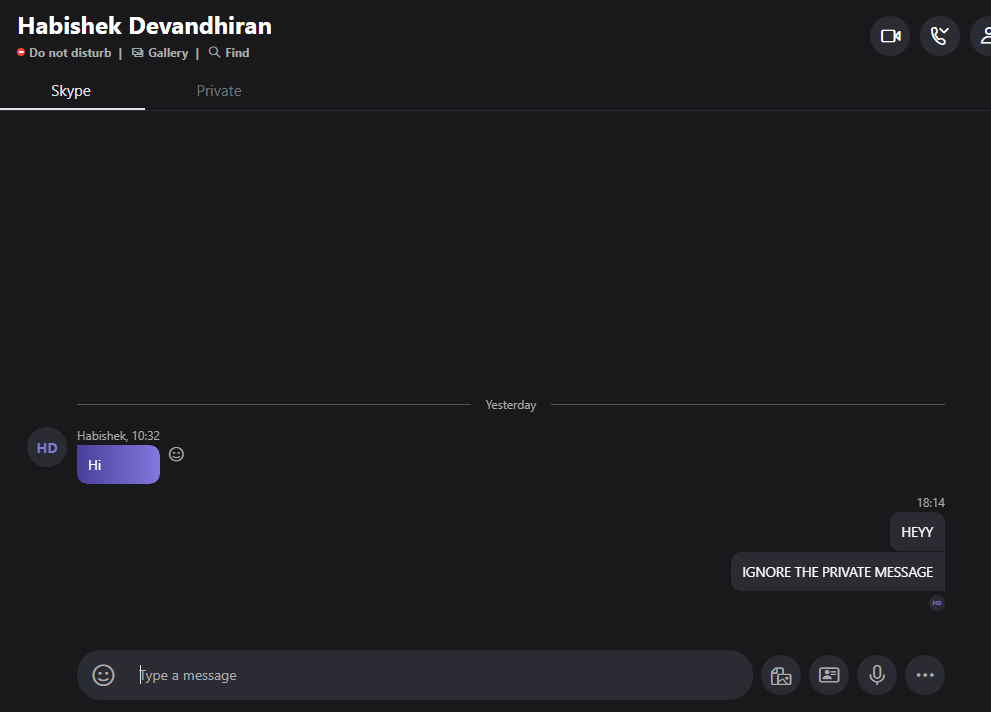 Habishek Devandhiran
Do not disturb | Gallery | Find
Skype Private
Yesterday
Habishek, 10:32
HD
Hi
18:14
HEYY
IGNORE THE PRIVATE MESSAGE
HD
Type a message